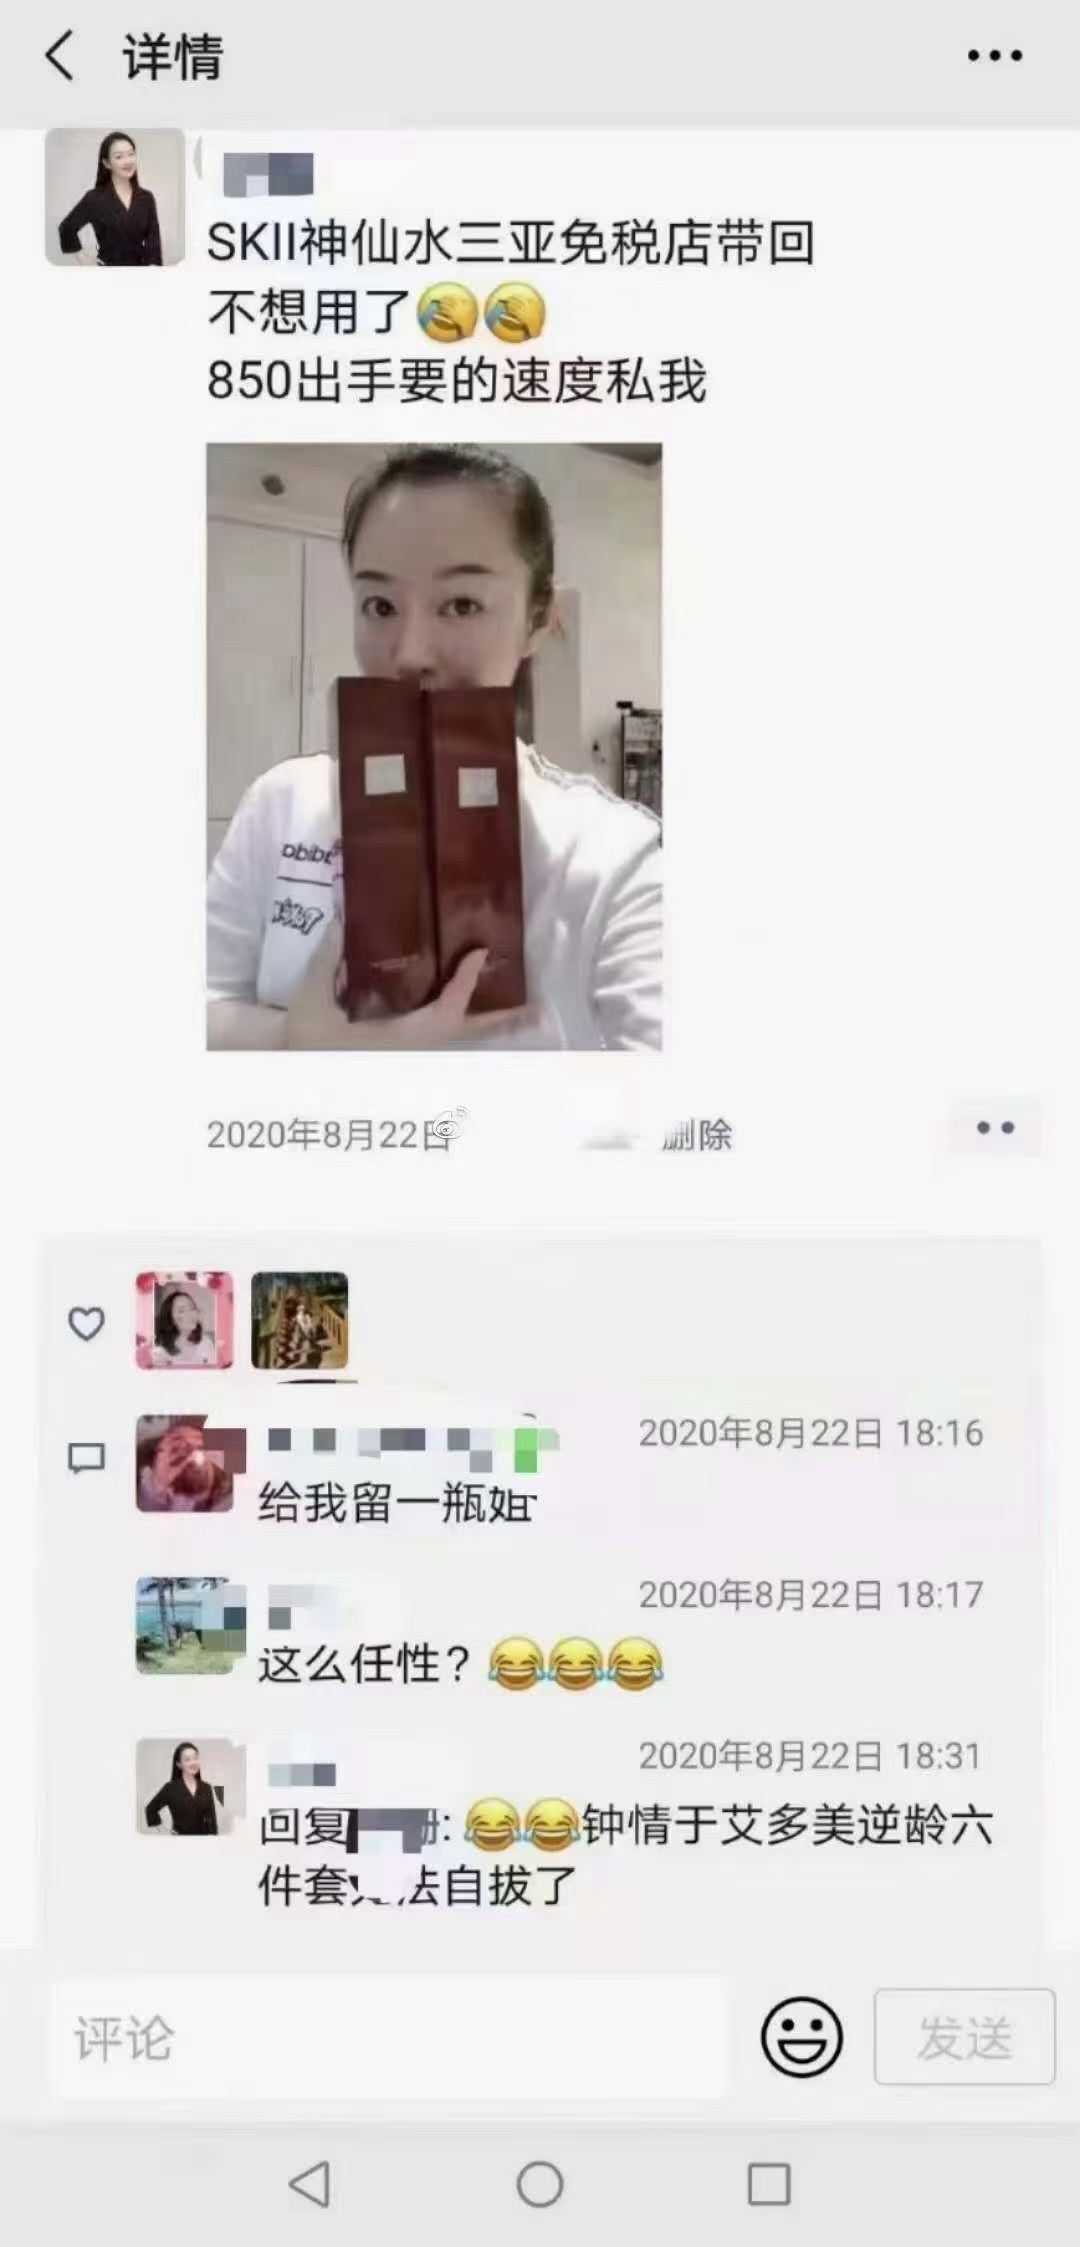 详情
SKII神仙水三亚免税店带回
不想用了🤦🤦
850出手要的速度私我
2020年8月22日
删除
2020年8月22日 18:16
给我留一瓶姐
2020年8月22日 18:17
这么任性？😂😂😂
2020年8月22日 18:31
回复 : 😂😂钟情于艾多美逆龄六
件套 法自拔了
评论
发送